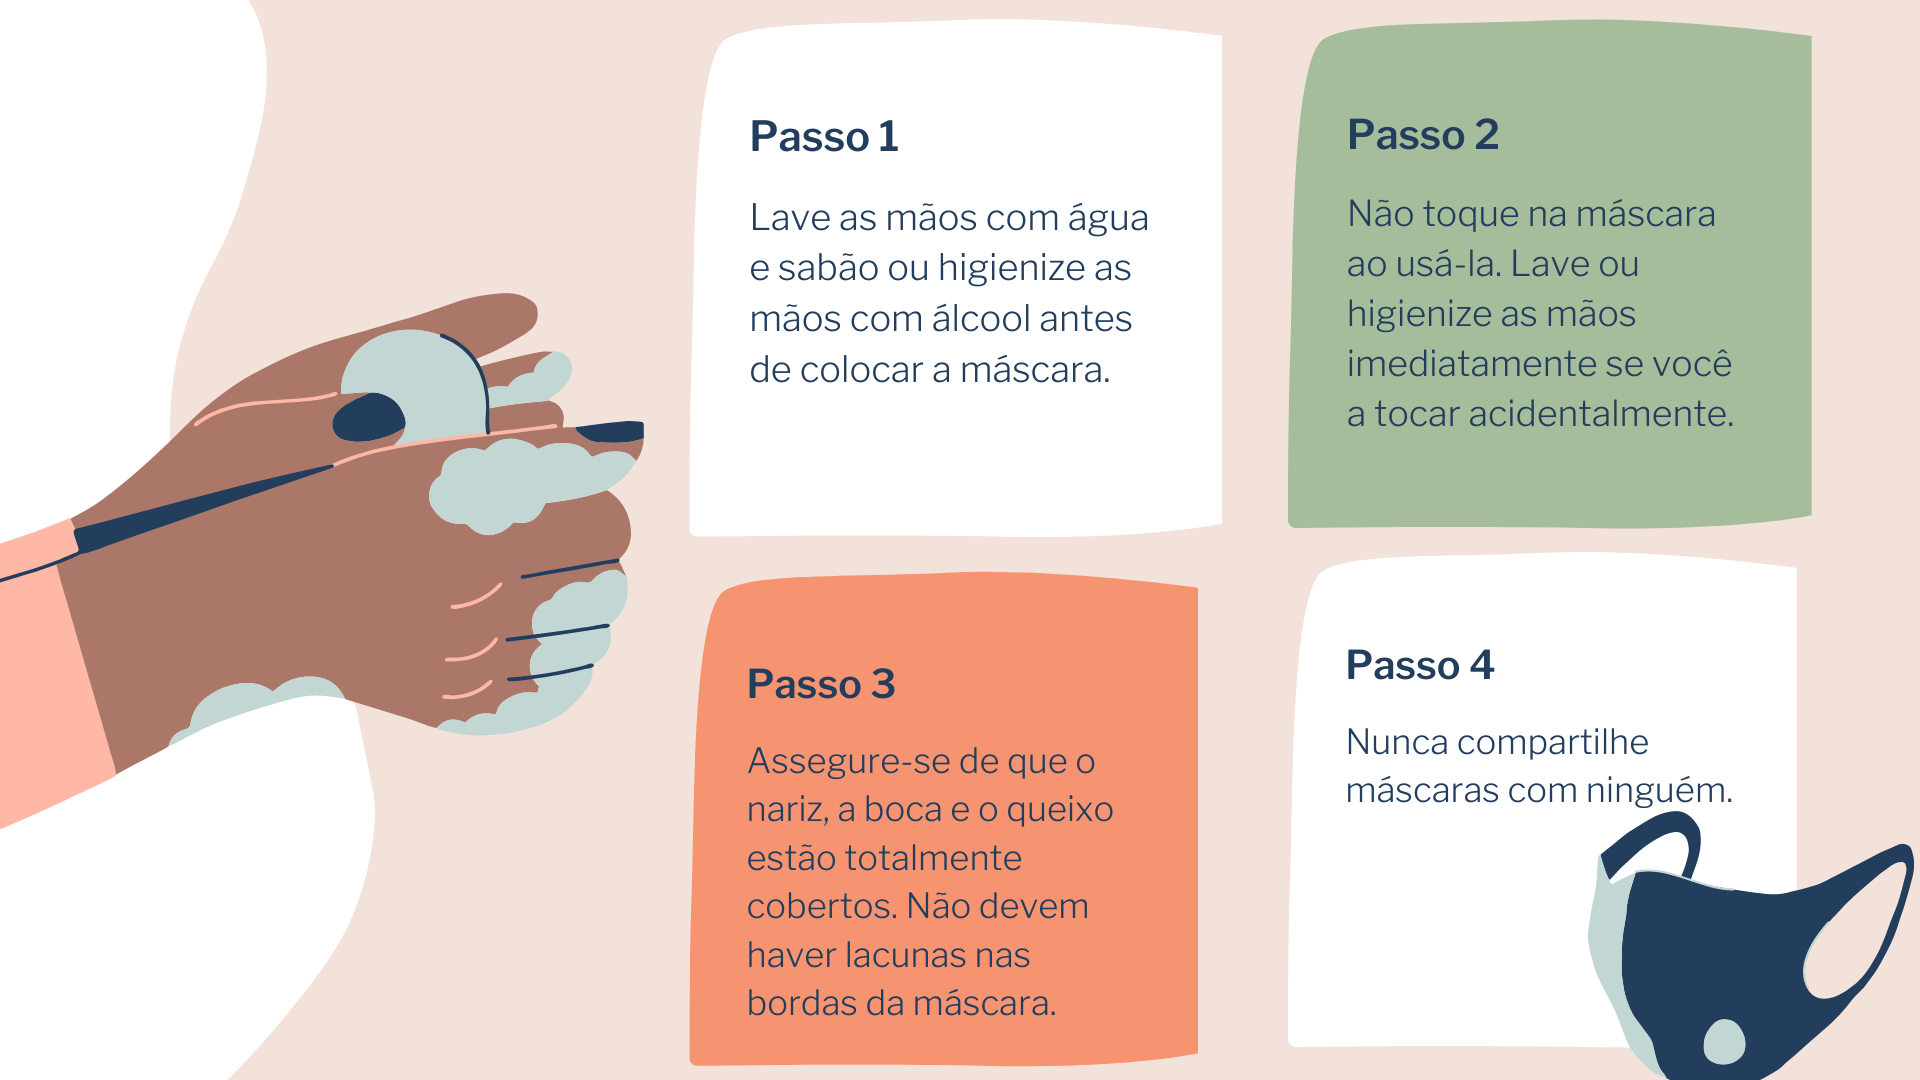 Passo 1
Lave as mãos com água
e sabão ou higienize as
mãos com álcool antes
de colocar a máscara.
Passo 2
Não toque na máscara
ao usá-la. Lave ou
higienize as mãos
imediatamente se você
a tocar acidentalmente.
Passo 3
Assegure-se de que o
nariz, a boca e o queixo
estão totalmente
cobertos. Não devem
haver lacunas nas
bordas da máscara.
Passo 4
Nunca compartilhe
máscaras com ninguém.